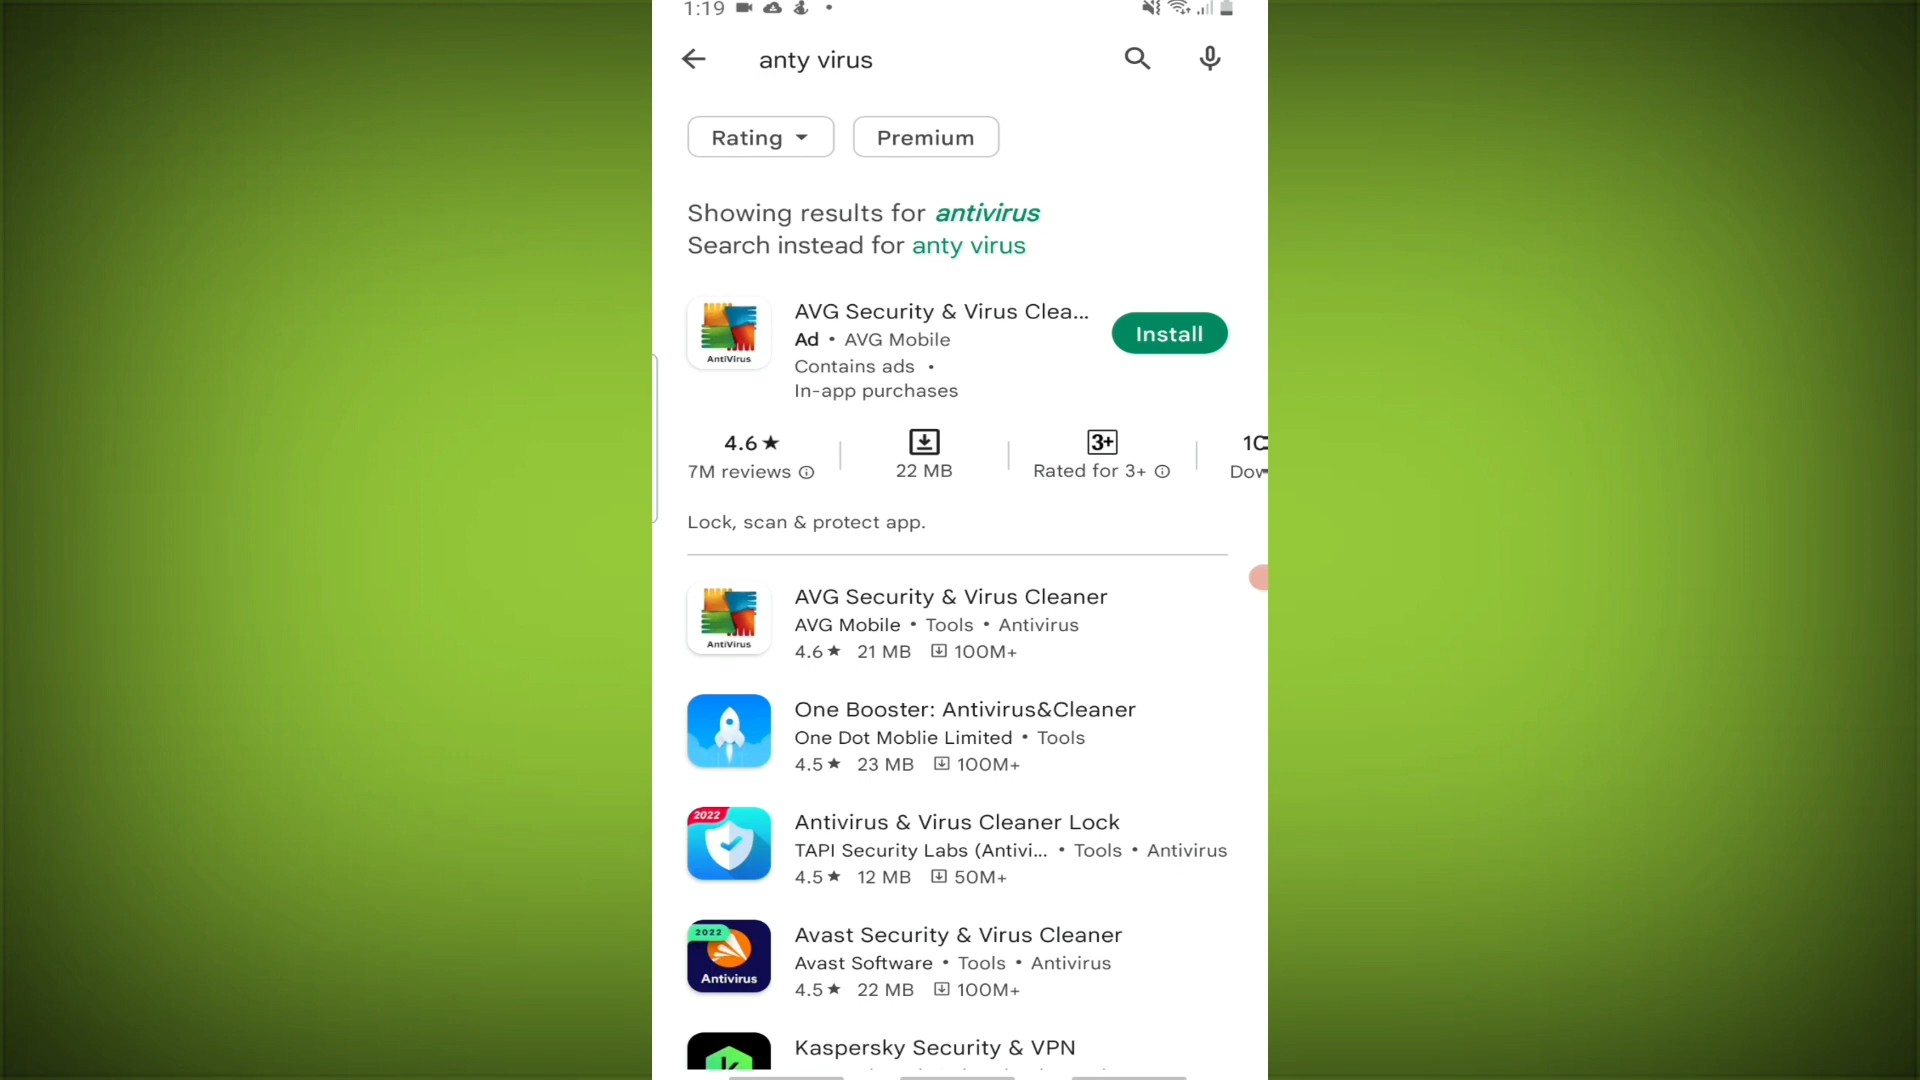 1:19
anty virus
Rating
Premium
Showing results for antivirus
Search instead for anty virus
AntiVirus
AVG Security & Virus Clea...
Ad • AVG Mobile
Contains ads •
In-app purchases
Install
4.6★
7M reviews
22 MB
3+
Rated for 3+
Lock, scan & protect app.
AntiVirus
AVG Security & Virus Cleaner
AVG Mobile • Tools • Antivirus
4.6★ 21 MB 100M+
One Booster: Antivirus&Cleaner
One Dot Moblie Limited • Tools
4.5★ 23 MB 100M+
2022
Antivirus & Virus Cleaner Lock
TAPI Security Labs (Antivi... • Tools • Antivirus
4.5★ 12 MB 50M+
2022
Antivirus
Avast Security & Virus Cleaner
Avast Software • Tools • Antivirus
4.5★ 22 MB 100M+
Kaspersky Security & VPN